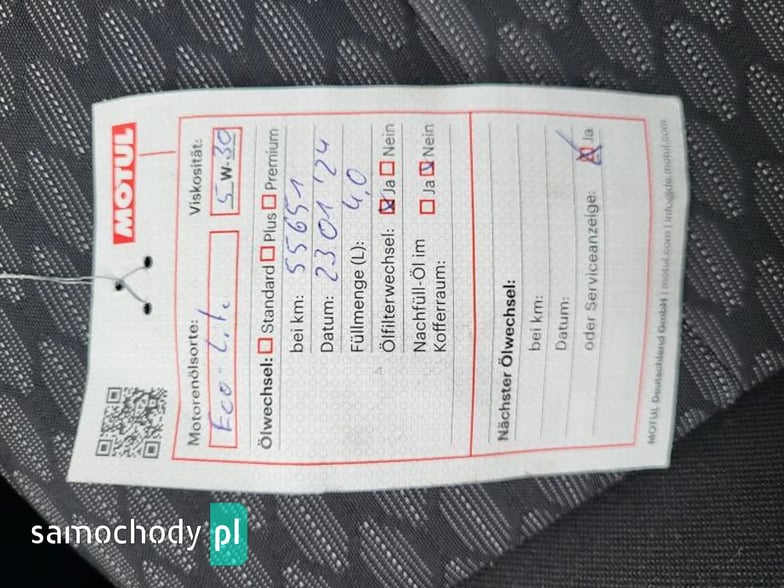 MOTUL
Motorenölsorte: Viskosität:
Eco-Lite 5 W-30
Ölwechsel: Standard Plus Premium
bei km: 55651
Datum: 23.01.'24
Füllmenge (L): 4,0
Ölfilterwechsel: Ja Nein
Nachfüll-Öl im Ja Nein
Kofferraum:
Nächster Ölwechsel:
bei km:
Datum:
oder Serviceanzeige: Ja
MOTUL Deutschland GmbH | motul.com | info@de.motul.com
samochody pl